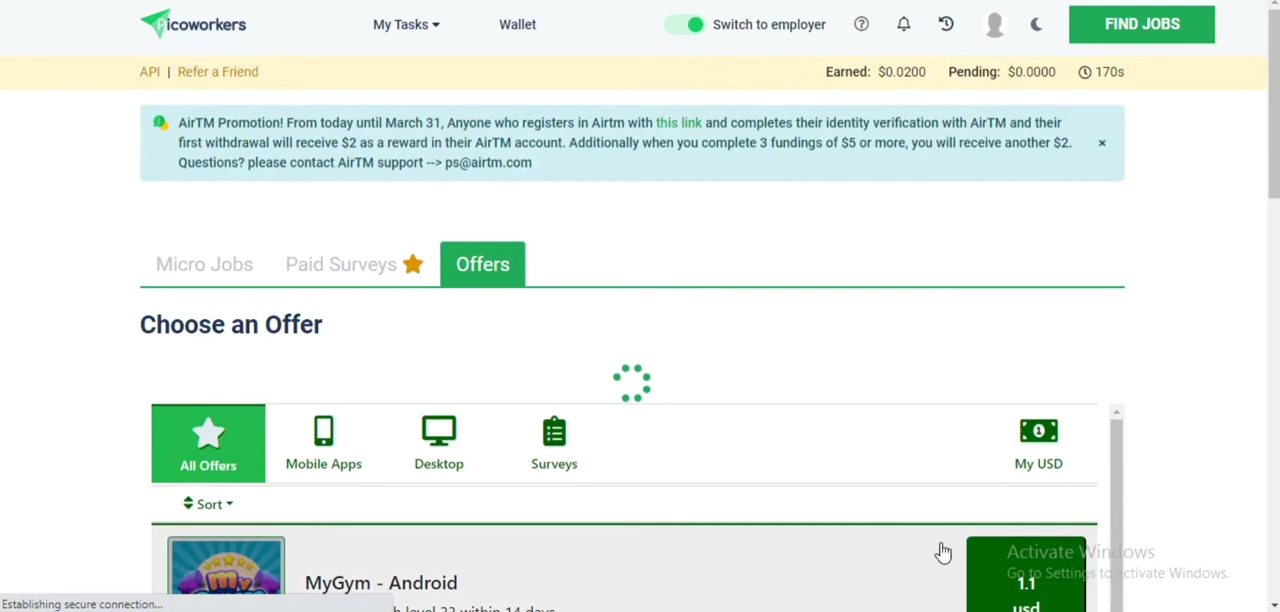 Picoworkers
My Tasks
Wallet
Switch to employer
FIND JOBS
API | Refer a Friend
Earned: $0.0200
Pending: $0.0000
170s
AirTM Promotion! From today until March 31, Anyone who registers in Airtm with this link and completes their identity verification with AirTM and their
first withdrawal will receive $2 as a reward in their AirTM account. Additionally when you complete 3 fundings of $5 or more, you will receive another $2.
Questions? please contact AirTM support --> ps@airtm.com
Micro Jobs
Paid Surveys
Offers
Choose an Offer
All Offers
Mobile Apps
Desktop
Surveys
My USD
Sort
MyGym - Android
1.1
usd
level 23 within 14 days
Activate Windows
Go to Settings to activate Windows.
Establishing secure connection...